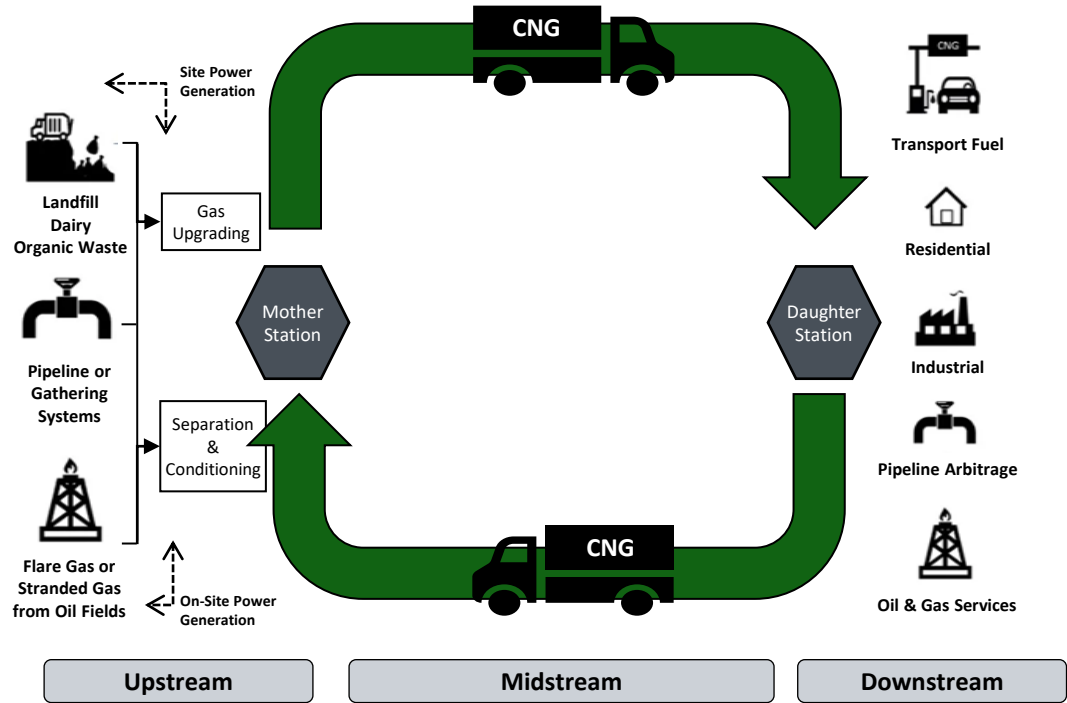 CNG
Site Power
Generation
Landfill
Dairy
Organic Waste
Gas
Upgrading
Pipeline or
Gathering
Systems
Separation
&
Conditioning
Flare Gas or
Stranded Gas
from Oil Fields
On-Site Power
Generation
Mother
Station
CNG
Daughter
Station
CNG
Transport Fuel
Residential
Industrial
Pipeline Arbitrage
Oil & Gas Services
Upstream
Midstream
Downstream